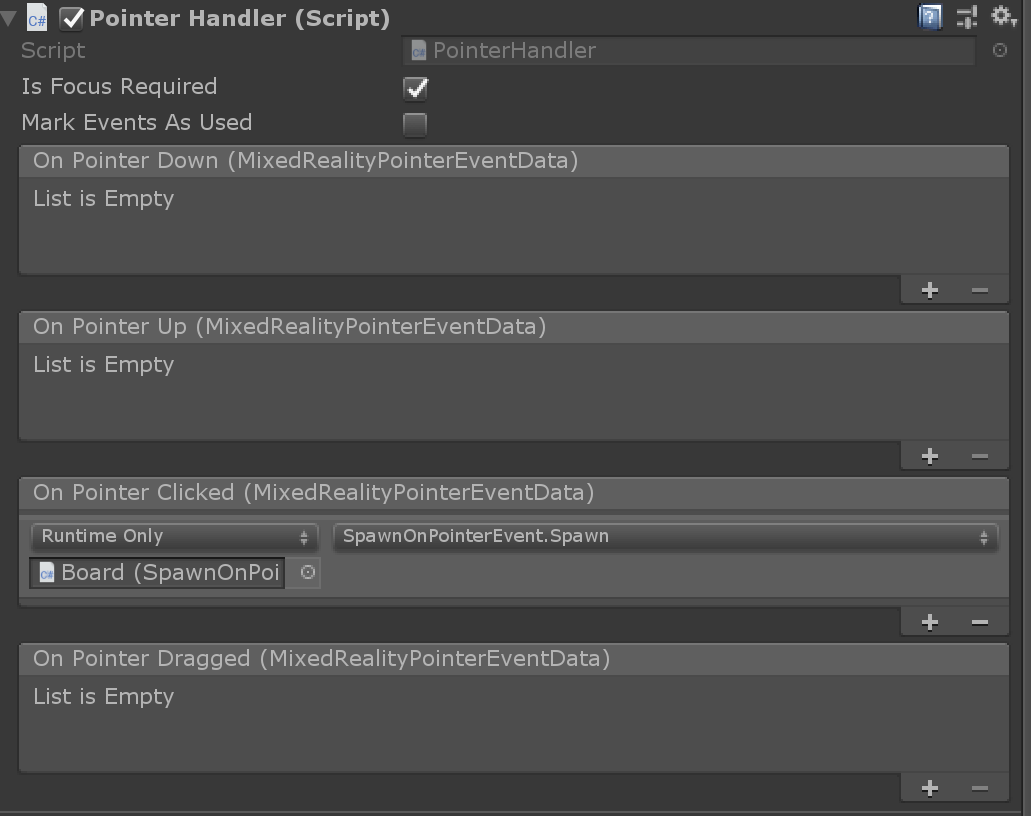 Pointer Handler (Script)
Script PointerHandler
Is Focus Required
Mark Events As Used
On Pointer Down (MixedRealityPointerEventData)
List is Empty
On Pointer Up (MixedRealityPointerEventData)
List is Empty
On Pointer Clicked (MixedRealityPointerEventData)
Runtime Only SpawnOnPointerEvent.Spawn
Board (SpawnOnPoi
On Pointer Dragged (MixedRealityPointerEventData)
List is Empty